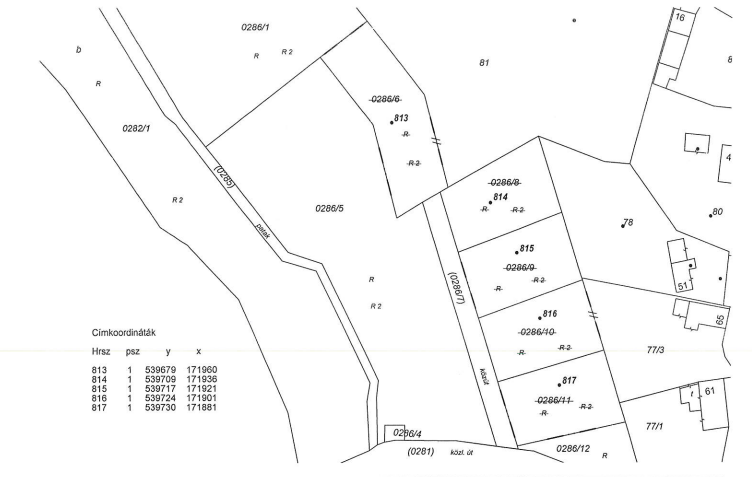 16
0286/1
R R 2
b
81
8
R
0286/6
813
R
R 2
0282/1
4
(0285)
0286/8
814
R R 2
R 2
0286/5
patak
78
80
815
0286/9
R R 2
(0286/7)
R
R 2
51
65
816
0286/10
R R 2
77/3
Címkoordináták
Hrsz psz y x
813 1 539679 171960
814 1 539709 171936
815 1 539717 171921
816 1 539724 171901
817 1 539730 171881
közút
817
0286/11
R R 2
f
61
77/1
0286/4
(0281) közl. út
0286/12
R